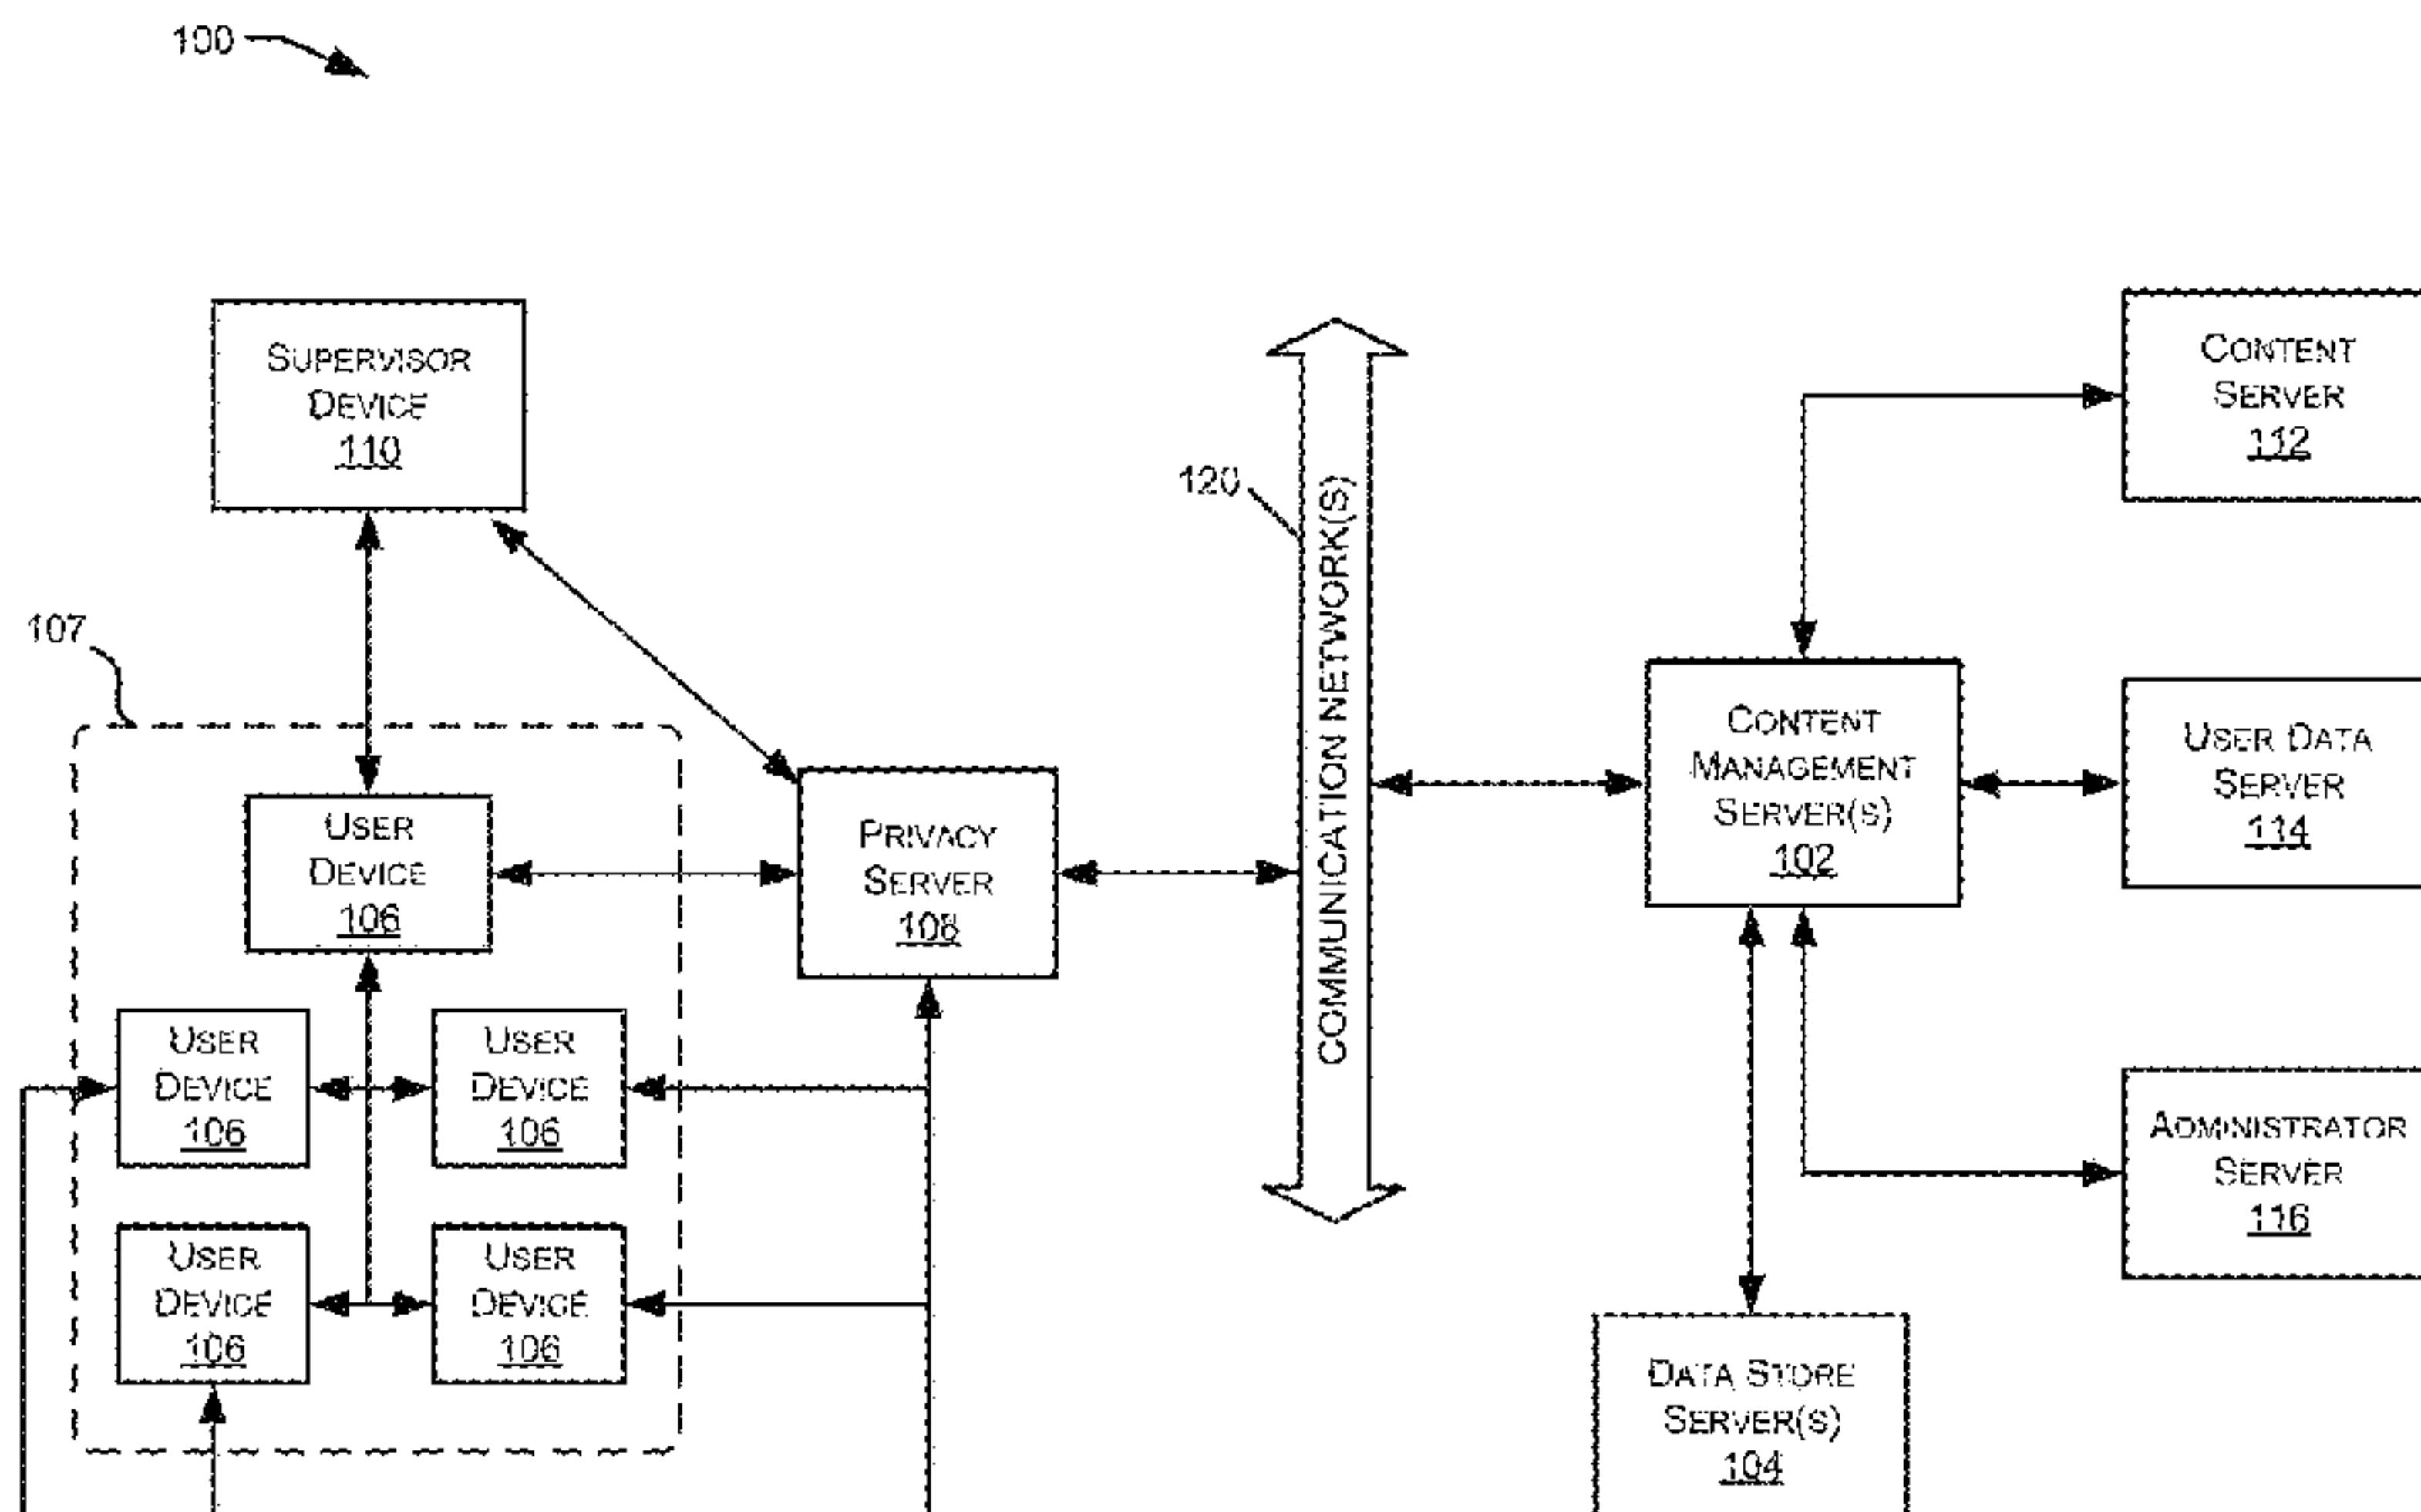 100
SUPERVISOR
DEVICE
110
CONTENT
SERVER
112
120
COMMUNICATION NETWORK(S)
107
CONTENT
MANAGEMENT
SERVER(S)
102
USER DATA
SERVER
114
USER
DEVICE
106
PRIVACY
SERVER
108
USER
DEVICE
106
USER
DEVICE
106
ADMINISTRATOR
SERVER
116
USER
DEVICE
106
USER
DEVICE
106
DATA STORE
SERVER(S)
104